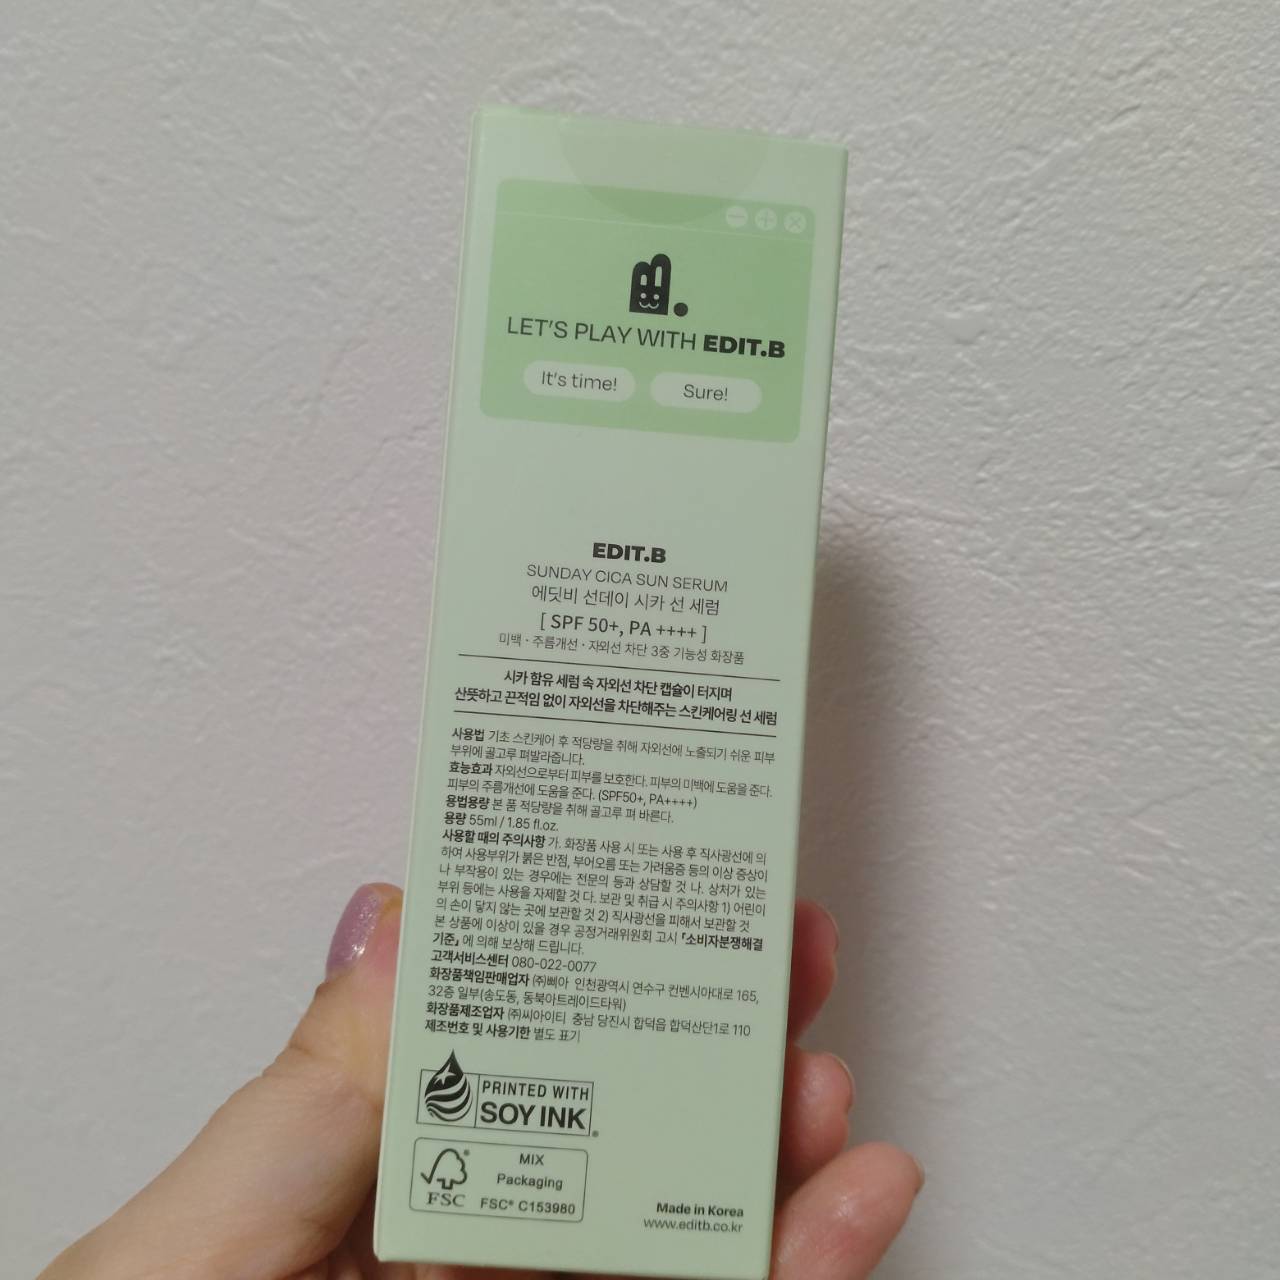 B.
LET'S PLAY WITH EDIT.B
It's time! Sure!
EDIT.B
SUNDAY CICA SUN SERUM
에딧비 선데이 시카 선 세럼
[ SPF 50+, PA ++++ ]
미백 · 주름개선 · 자외선 차단 3중 기능성 화장품
시카 함유 세럼 속 자외선 차단 캡슐이 터지며
산뜻하고 끈적임 없이 자외선을 차단해주는 스킨케어링 선 세럼
사용법 기초 스킨케어 후 적당량을 취해 자외선에 노출되기 쉬운 피부
부위에 골고루 펴발라줍니다.
효능효과 자외선으로부터 피부를 보호한다. 피부의 미백에 도움을 준다.
피부의 주름개선에 도움을 준다. (SPF50+, PA++++)
용법용량 본 품 적당량을 취해 골고루 펴 바른다.
용량 55ml / 1.85 fl.oz.
사용할 때의 주의사항 가. 화장품 사용 시 또는 사용 후 직사광선에 의
하여 사용부위가 붉은 반점, 부어오름 또는 가려움증 등의 이상 증상이
나 부작용이 있는 경우에는 전문의 등과 상담할 것 나. 상처가 있는
부위 등에는 사용을 자제할 것 다. 보관 및 취급 시 주의사항 1) 어린이
의 손이 닿지 않는 곳에 보관할 것 2) 직사광선을 피해서 보관할 것
본 상품에 이상이 있을 경우 공정거래위원회 고시 「소비자분쟁해결
기준」에 의해 보상해 드립니다.
고객서비스센터 080-022-0077
화장품책임판매업자 ㈜삐아 인천광역시 연수구 컨벤시아대로 165,
32층 일부(송도동, 동북아트레이드타워)
화장품제조업자 ㈜씨아이티 충남 당진시 합덕읍 합덕산단1로 110
제조번호 및 사용기한 별도 표기
PRINTED WITH
SOY INK®
MIX
Packaging
FSC® C153980
FSC
Made in Korea
www.editb.co.kr